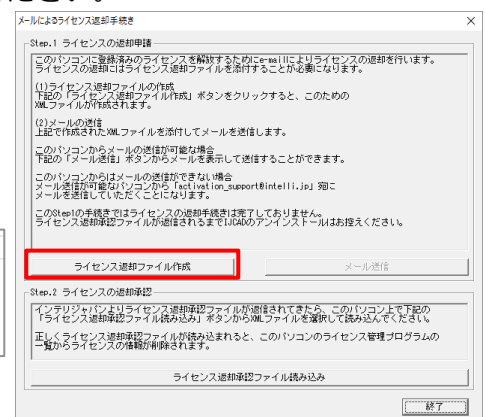 ださい。
メールによるライセンス返却手続き
Step.1 ライセンスの返却申請
このパソコンに登録済みのライセンスを解放するためにe-mailによりライセンスの返却を行います。
ライセンスの返却にはライセンス返却ファイルを添付することが必要になります。
(1)ライセンス返却ファイルの作成
下記の「ライセンス返却ファイル作成」ボタンをクリックすると、このための
XMLファイルが作成されます。
(2)メールの送信
上記で作成されたXMLファイルを添付してメールを送信します。
このパソコンからメールの送信が可能な場合
下記の「メール送信」ボタンからメールを表示して送信することができます。
このパソコンからはメールの送信ができない場合
メール送信が可能なパソコンから「activation_support@intelli.jp」宛に
メールを送信していただくことになります。
このStep1の手続きではライセンスの返却手続きは完了しておりません。
ライセンス返却承認ファイルが返信されるまでIJCADのアンインストールはお控えください。
ライセンス返却ファイル作成
メール送信
Step.2 ライセンスの返却承認
インテリジャパンよりライセンス返却承認ファイルが返信されてきたら、このパソコン上で下記の
「ライセンス返却承認ファイル読み込み」ボタンからXMLファイルを選択して読み込んでください。
正しくライセンス返却承認ファイルが読み込まれると、このパソコンのライセンス管理プログラムの
一覧からライセンスの情報が削除されます。
ライセンス返却承認ファイル読み込み
終了